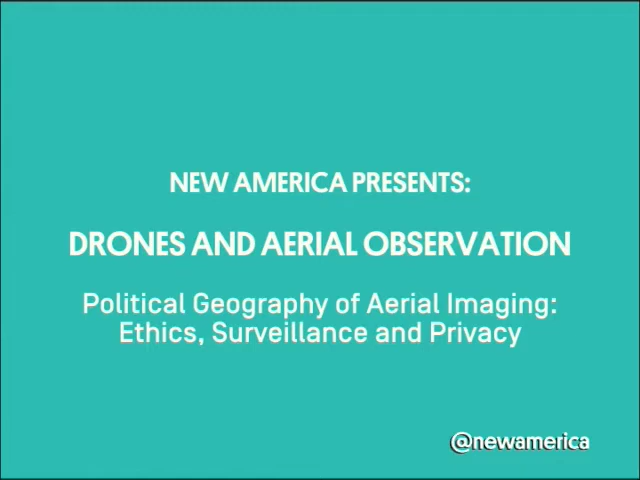 NEW AMERICA PRESENTS:
DRONES AND AERIAL OBSERVATION
Political Geography of Aerial Imaging:
Ethics, Surveillance and Privacy
@newamerica